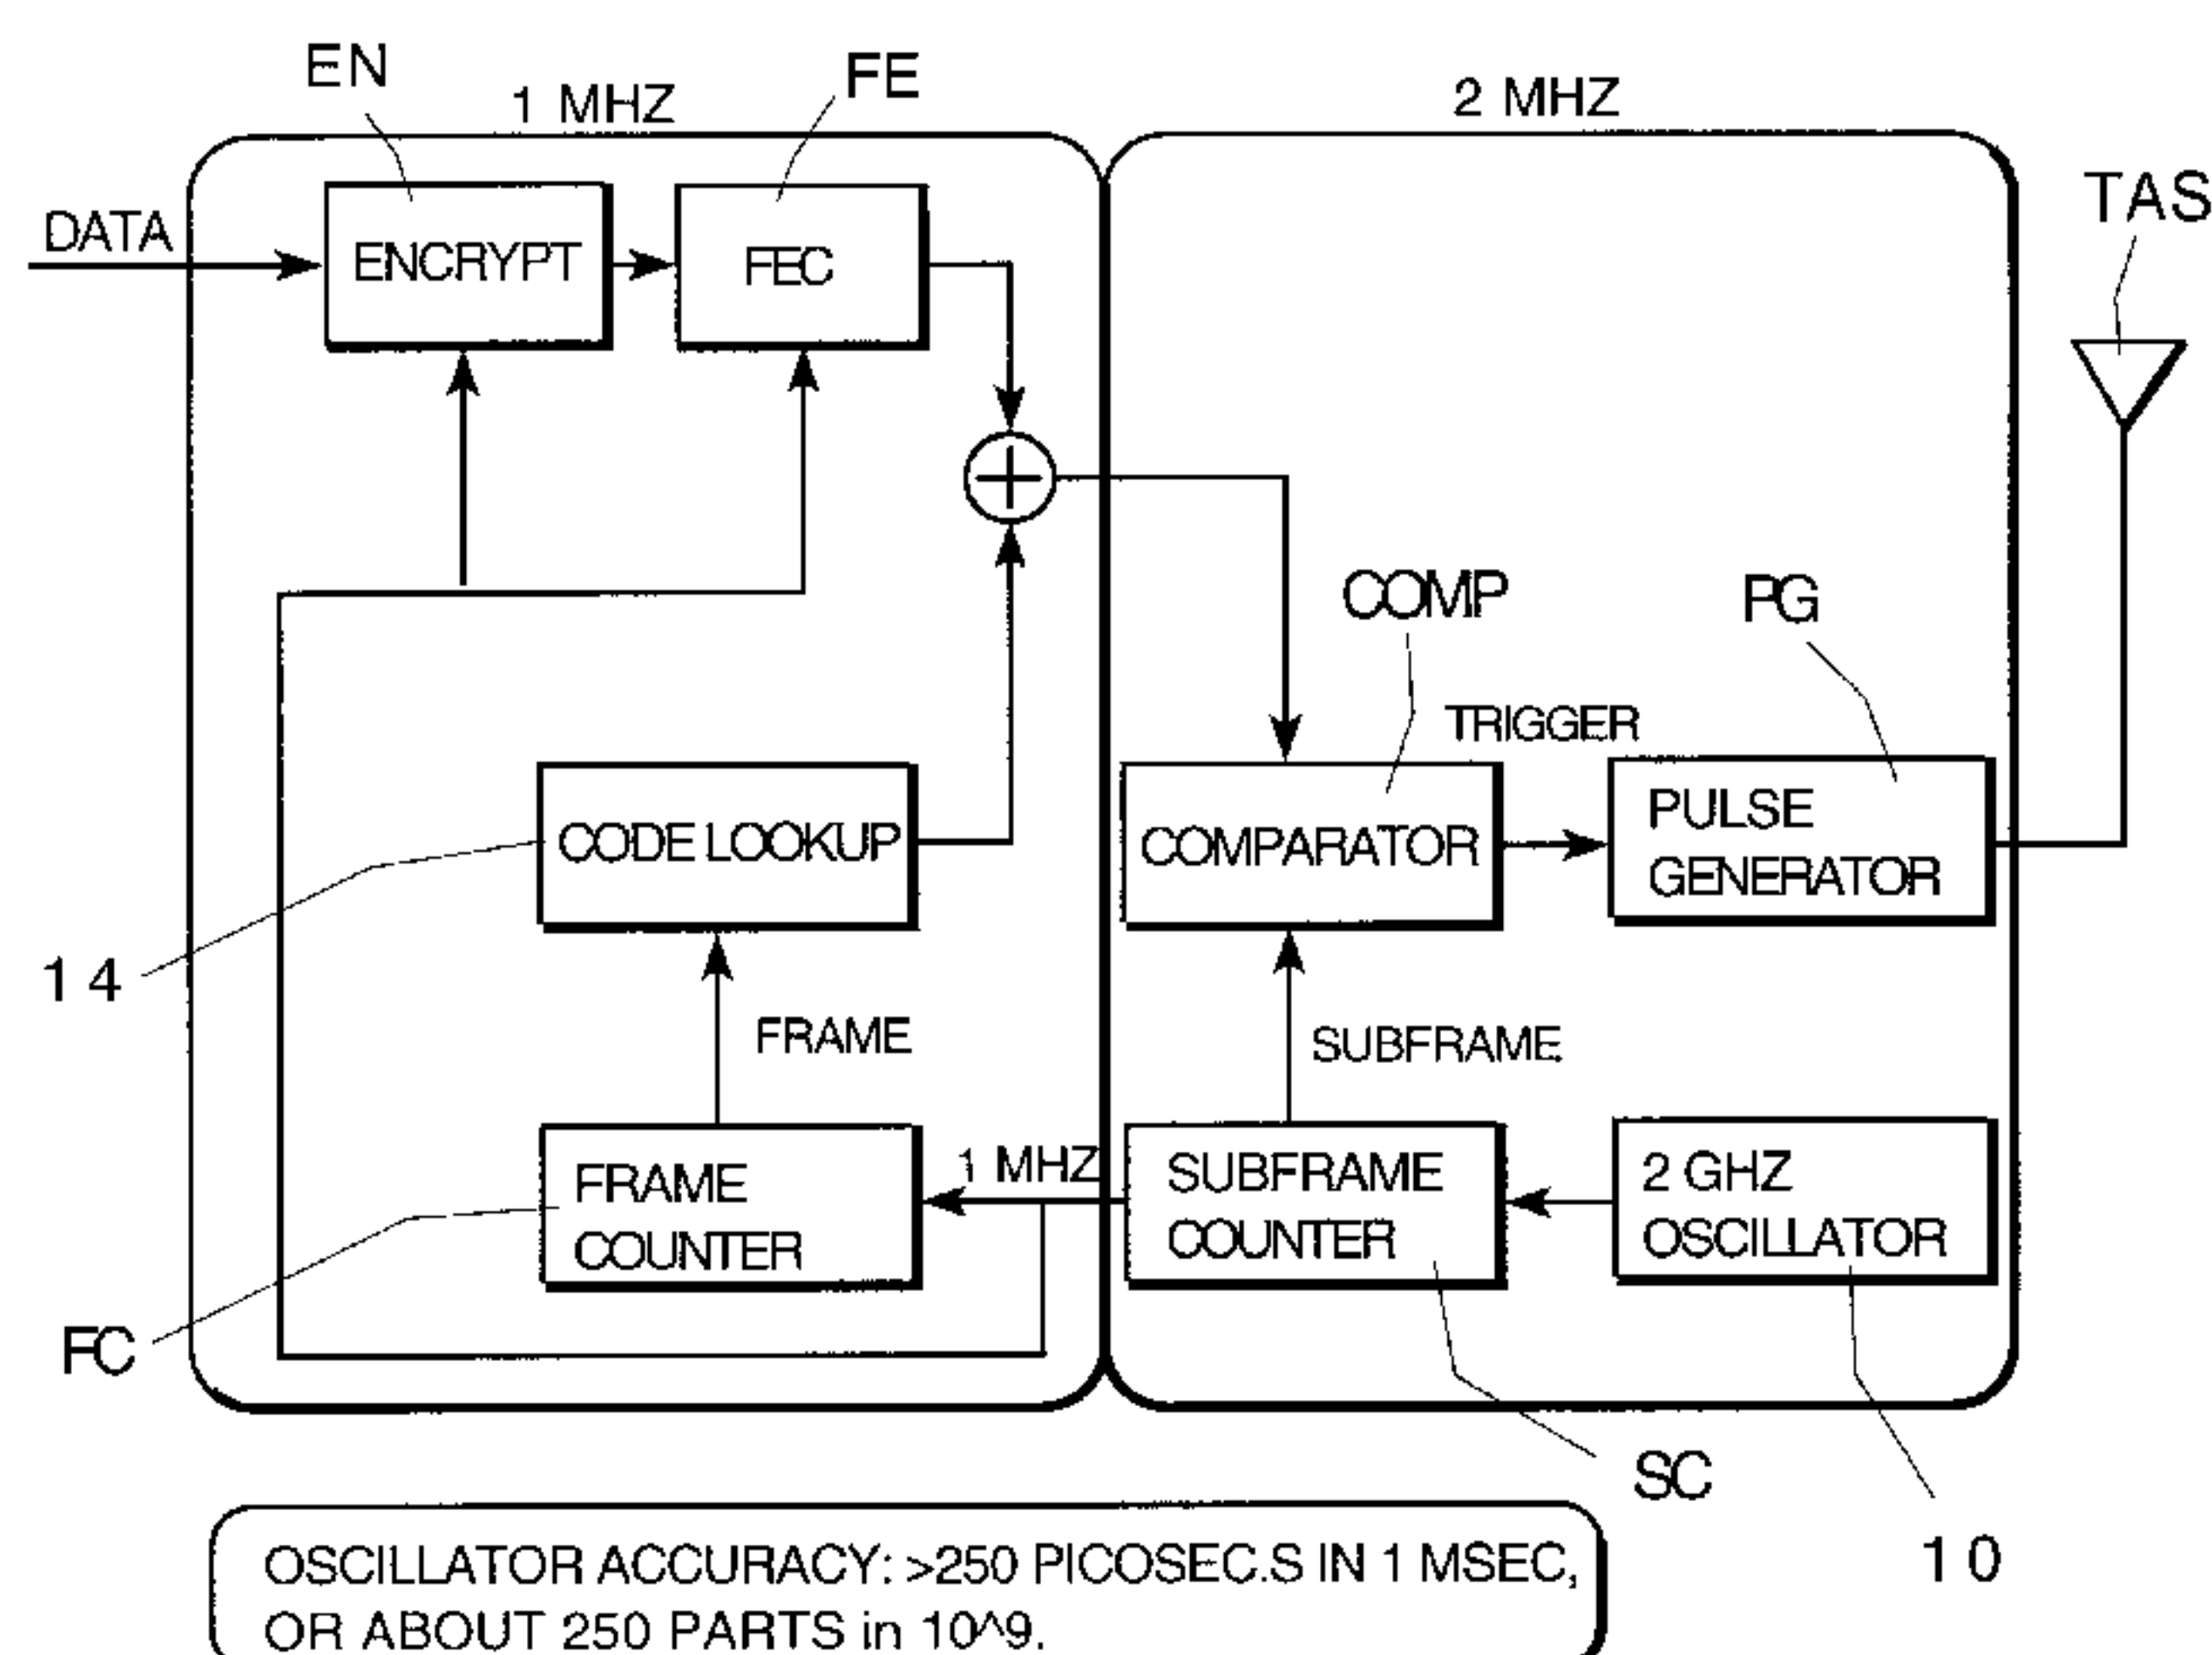 EN
1 MHZ
FE
2 MHZ
TAS
DATA
ENCRYPT
FEC
COMP
PG
TRIGGER
CODE LOOKUP
COMPARATOR
PULSE
GENERATOR
14
FRAME
SUBFRAME
1 MHZ
FRAME
COUNTER
SUBFRAME
COUNTER
2 GHZ
OSCILLATOR
FC
SC
10
OSCILLATOR ACCURACY: >250 PICOSEC.S IN 1 MSEC,
OR ABOUT 250 PARTS in 10^9.